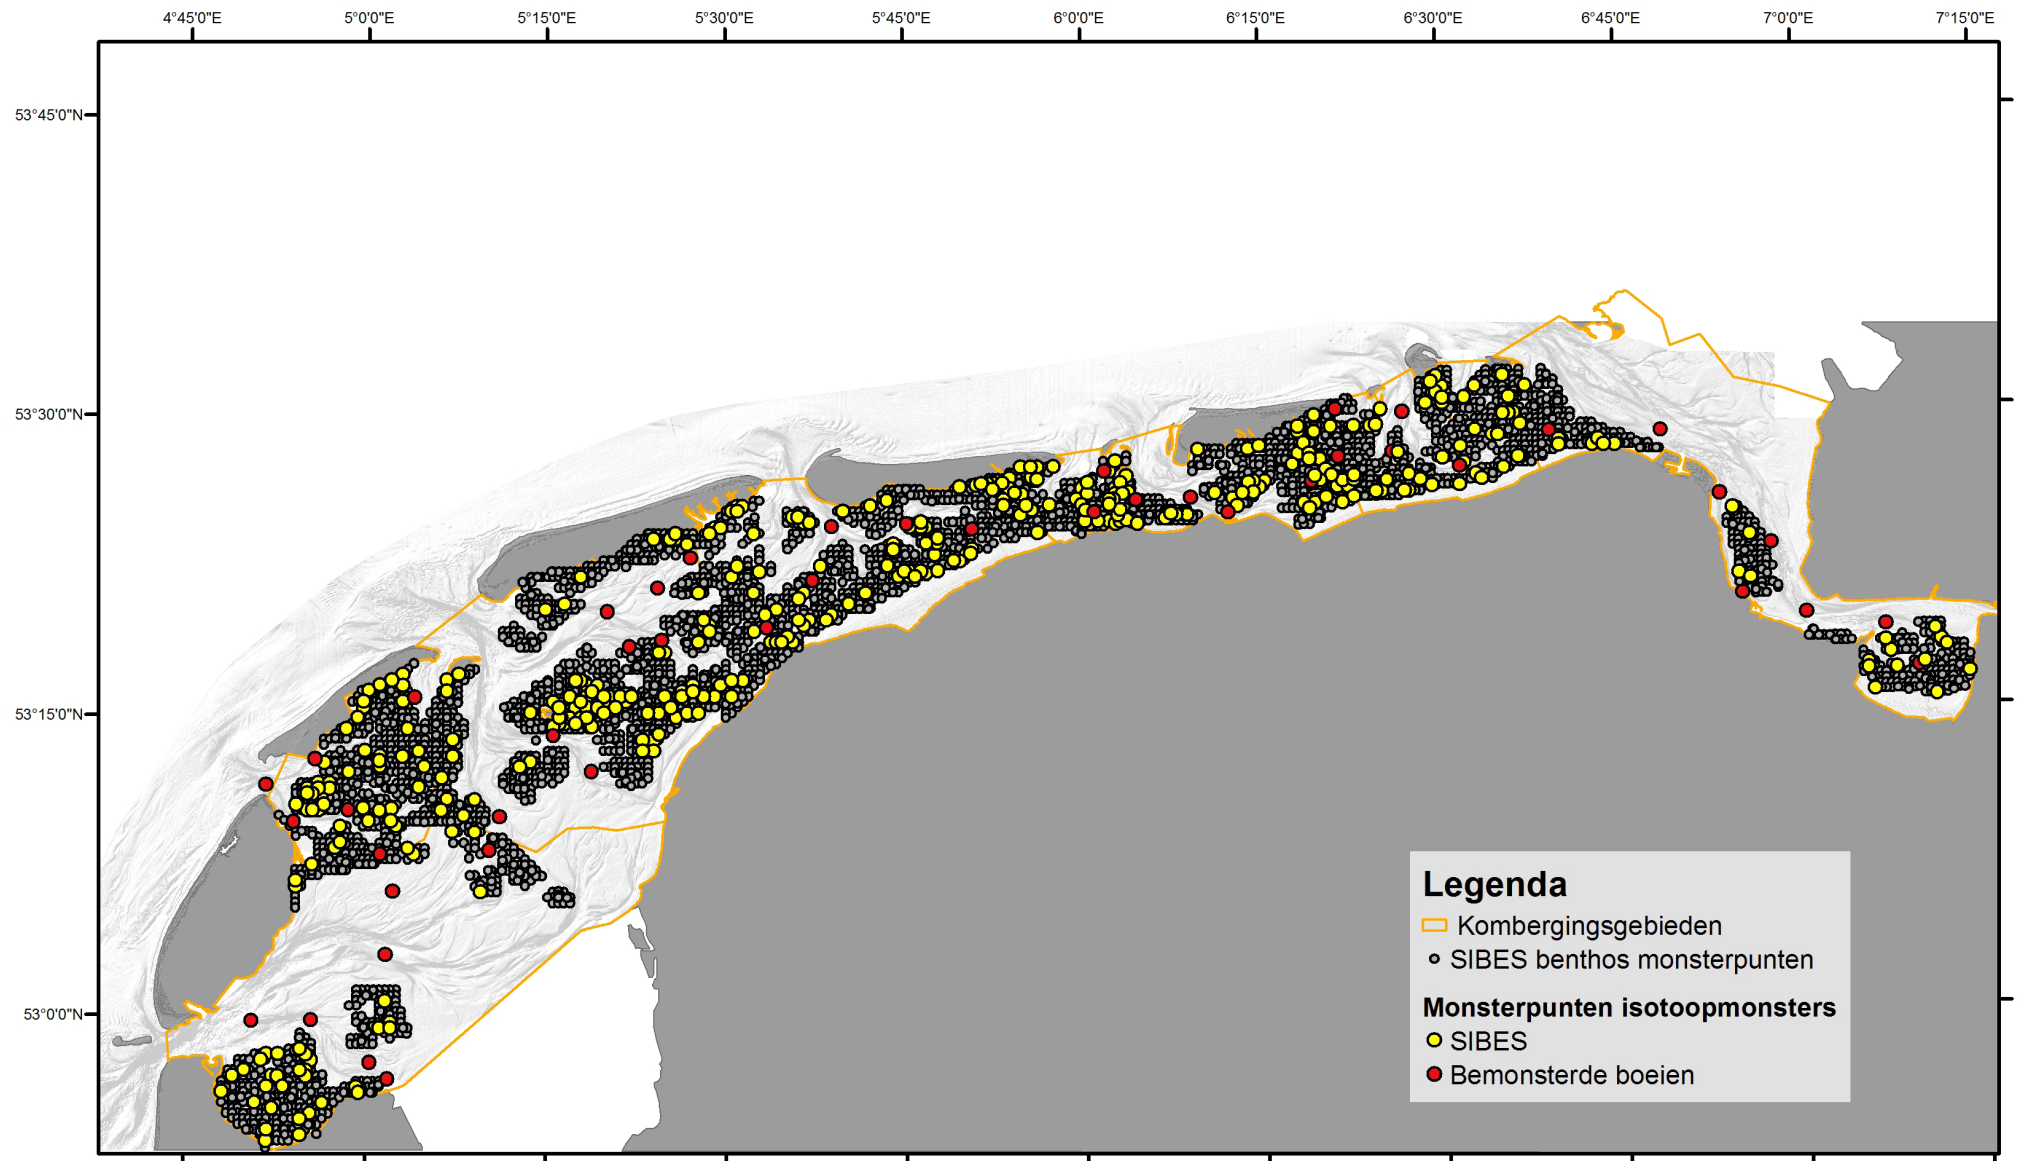 4°45'0"E 5°0'0"E 5°15'0"E 5°30'0"E 5°45'0"E 6°0'0"E 6°15'0"E 6°30'0"E 6°45'0"E 7°0'0"E 7°15'0"E
53°45'0"N
53°30'0"N
53°15'0"N
53°0'0"N
Legenda
Kombergingsgebieden
SIBES benthos monsterpunten
Monsterpunten isotoopmonsters
SIBES
Bemonsterde boeien